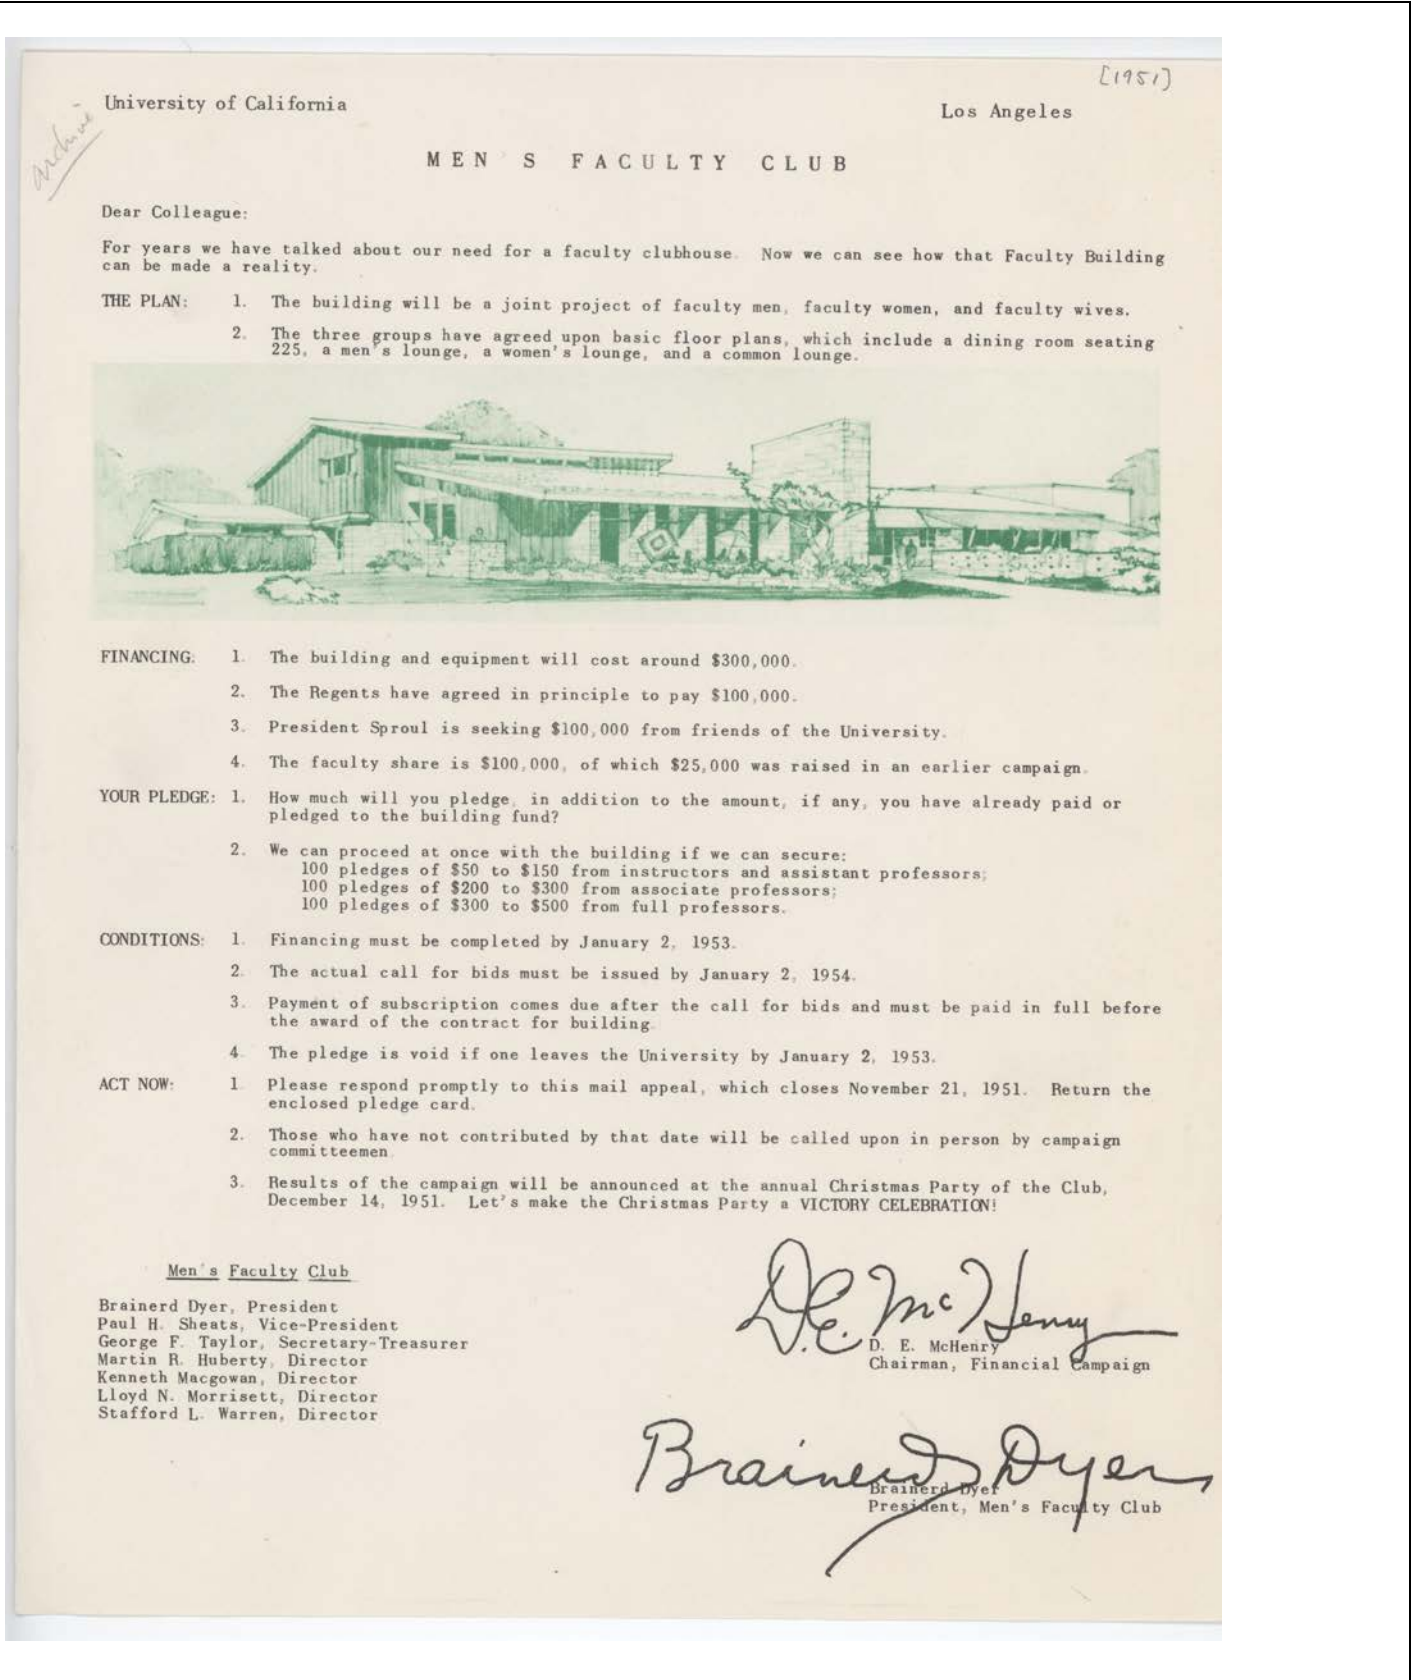 [1951]
archive
University of California
Los Angeles
MEN'S FACULTY CLUB
Dear Colleague:
For years we have talked about our need for a faculty clubhouse. Now we can see how that Faculty Building
can be made a reality.
THE PLAN: 1. The building will be a joint project of faculty men, faculty women, and faculty wives.
2. The three groups have agreed upon basic floor plans, which include a dining room seating
225, a men's lounge, a women's lounge, and a common lounge.
FINANCING: 1. The building and equipment will cost around $300,000.
2. The Regents have agreed in principle to pay $100,000.
3. President Sproul is seeking $100,000 from friends of the University.
4. The faculty share is $100,000, of which $25,000 was raised in an earlier campaign.
YOUR PLEDGE: 1. How much will you pledge, in addition to the amount, if any, you have already paid or
pledged to the building fund?
2. We can proceed at once with the building if we can secure:
100 pledges of $50 to $150 from instructors and assistant professors;
100 pledges of $200 to $300 from associate professors;
100 pledges of $300 to $500 from full professors.
CONDITIONS: 1. Financing must be completed by January 2, 1953.
2. The actual call for bids must be issued by January 2, 1954.
3. Payment of subscription comes due after the call for bids and must be paid in full before
the award of the contract for building.
4. The pledge is void if one leaves the University by January 2, 1953.
ACT NOW: 1. Please respond promptly to this mail appeal, which closes November 21, 1951. Return the
enclosed pledge card.
2. Those who have not contributed by that date will be called upon in person by campaign
committeemen.
3. Results of the campaign will be announced at the annual Christmas Party of the Club,
December 14, 1951. Let's make the Christmas Party a VICTORY CELEBRATION!
Men's Faculty Club
Brainerd Dyer, President
Paul H. Sheats, Vice-President
George F. Taylor, Secretary-Treasurer
Martin R. Huberty, Director
Kenneth Macgowan, Director
Lloyd N. Morrisett, Director
Stafford L. Warren, Director
D.E. McHenry
D. E. McHenry
Chairman, Financial Campaign
Brainerd Dyer
Brainerd Dyer
President, Men's Faculty Club